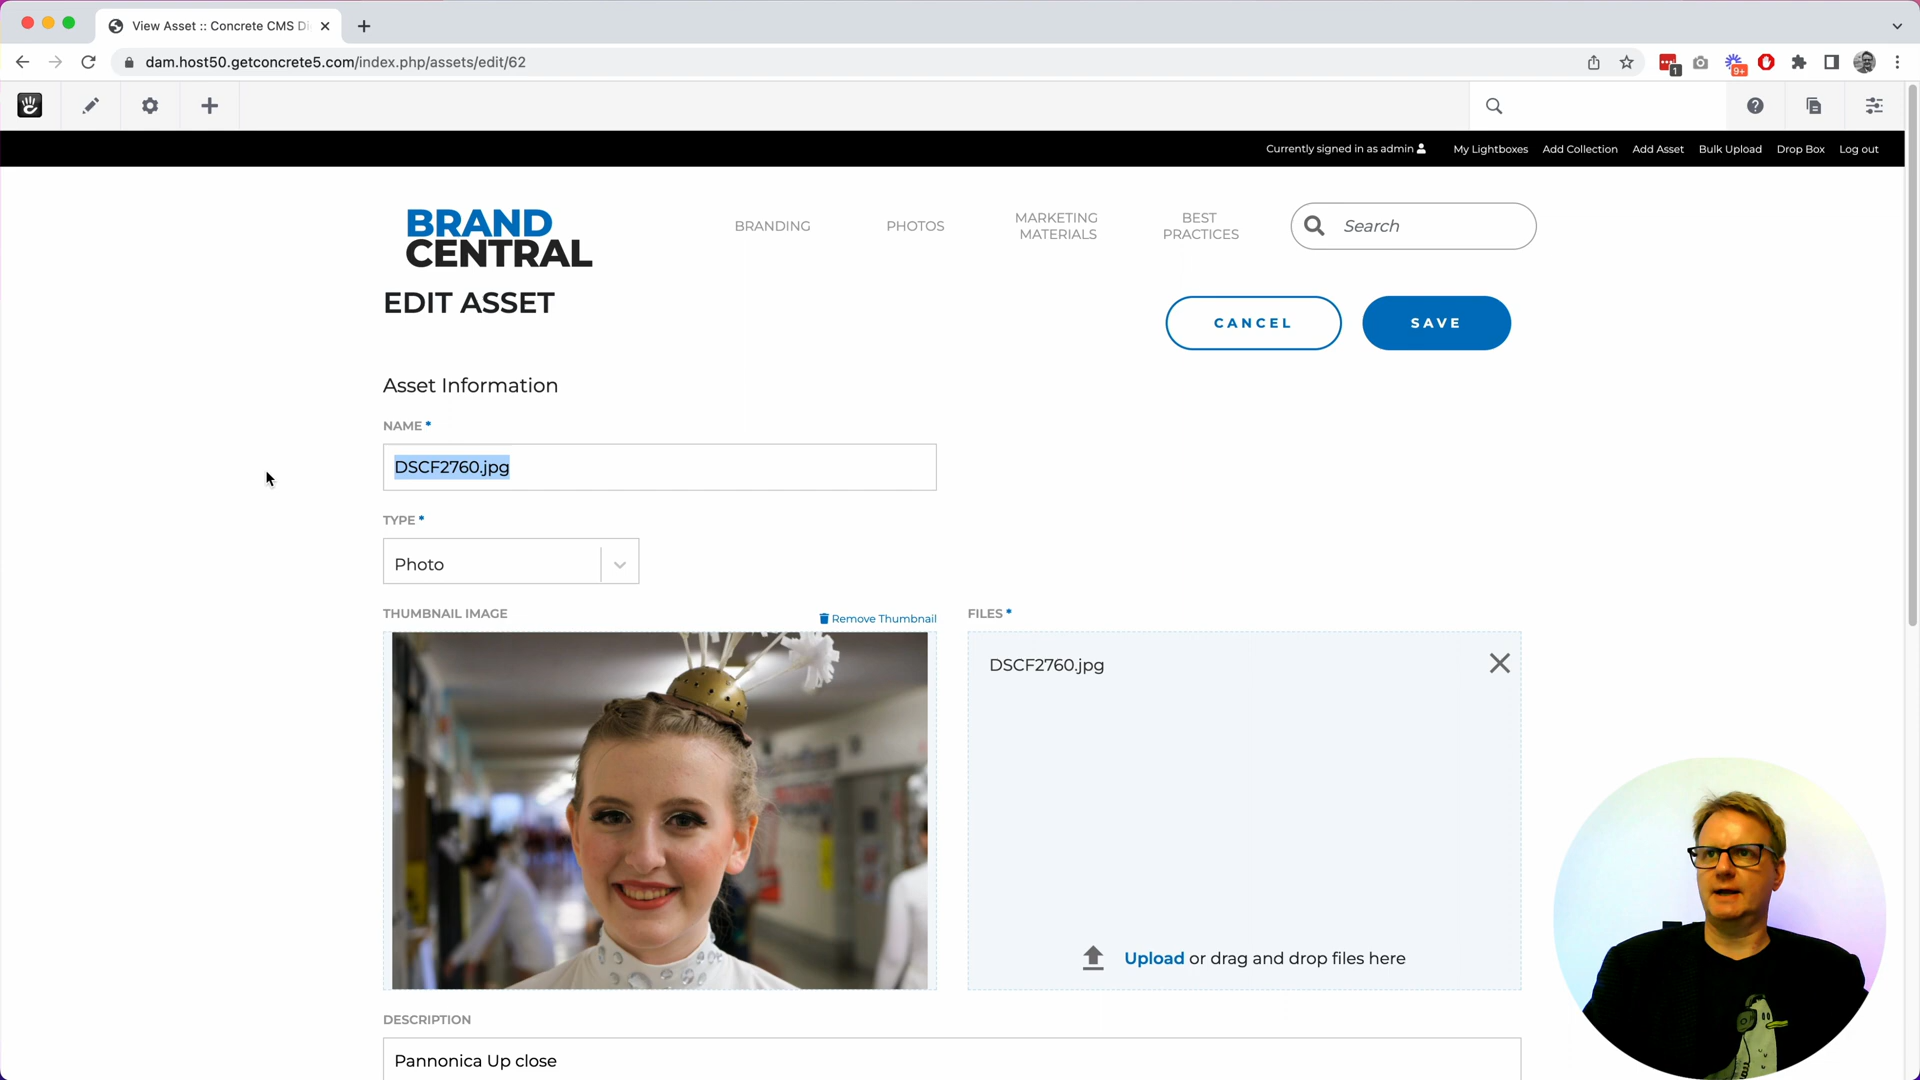 View Asset :: Concrete CMS Di
dam.host50.getconcrete5.com/index.php/assets/edit/62
1
9+
Currently signed in as admin
My Lightboxes
Add Collection
Add Asset
Bulk Upload
Drop Box
Log out
BRAND
CENTRAL
BRANDING
PHOTOS
MARKETING
MATERIALS
BEST
PRACTICES
Search
EDIT ASSET
CANCEL
SAVE
Asset Information
NAME *
DSCF2760.jpg
TYPE *
Photo
THUMBNAIL IMAGE
Remove Thumbnail
FILES *
DSCF2760.jpg
Upload or drag and drop files here
DESCRIPTION
Pannonica Up close